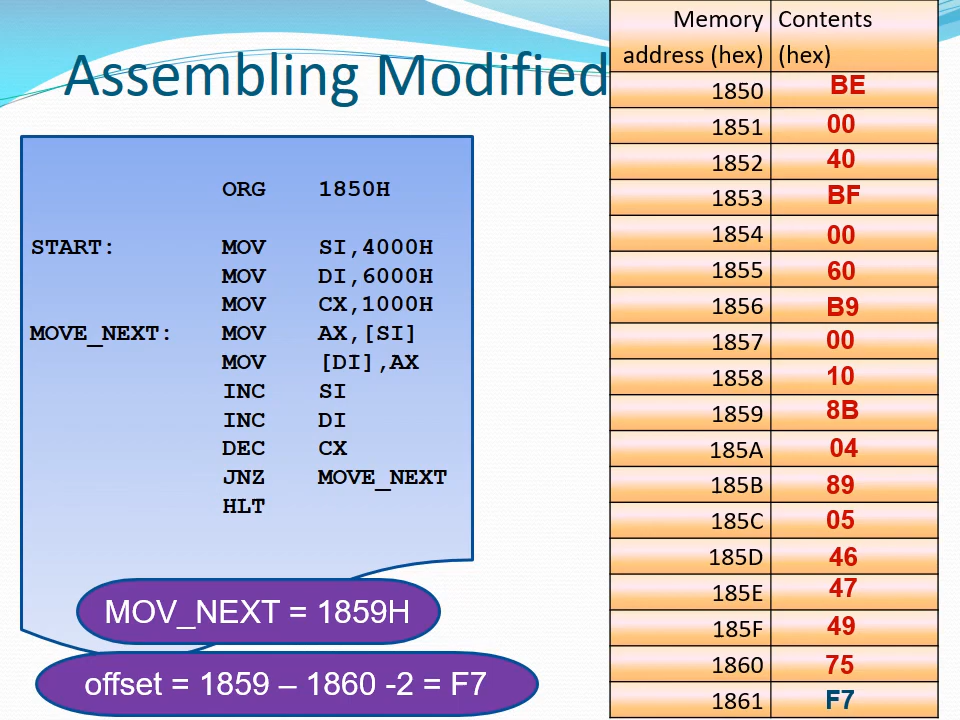 Assembling Modified
ORG 1850H
START: MOV SI,4000H
MOV DI,6000H
MOV CX,1000H
MOVE_NEXT: MOV AX,[SI]
MOV [DI],AX
INC SI
INC DI
DEC CX
JNZ MOVE_NEXT
HLT
MOV_NEXT = 1859H
offset = 1859 – 1860 -2 = F7
Memory address (hex) Contents (hex)
1850 BE
1851 00
1852 40
1853 BF
1854 00
1855 60
1856 B9
1857 00
1858 10
1859 8B
185A 04
185B 89
185C 05
185D 46
185E 47
185F 49
1860 75
1861 F7